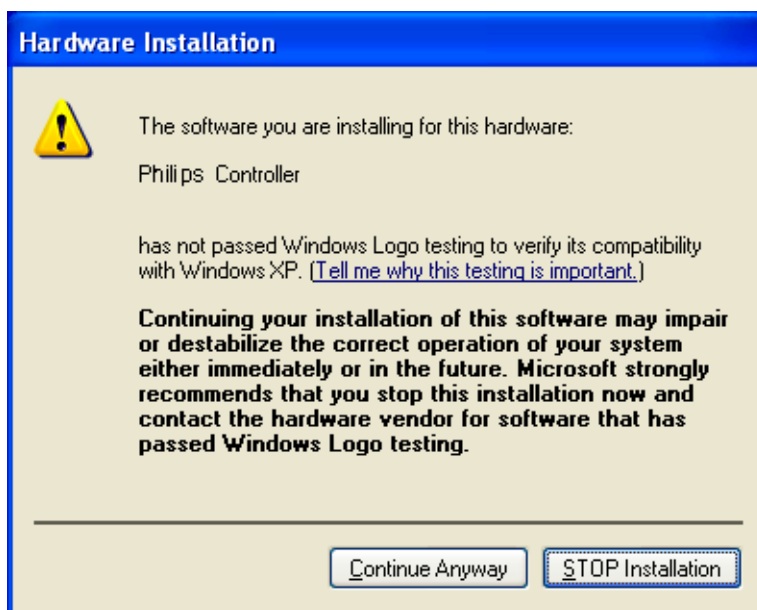 Hardware Installation
The software you are installing for this hardware:
Philips Controller
has not passed Windows Logo testing to verify its compatibility
with Windows XP. (Tell me why this testing is important.)
Continuing your installation of this software may impair
or destabilize the correct operation of your system
either immediately or in the future. Microsoft strongly
recommends that you stop this installation now and
contact the hardware vendor for software that has
passed Windows Logo testing.
Continue Anyway
STOP Installation